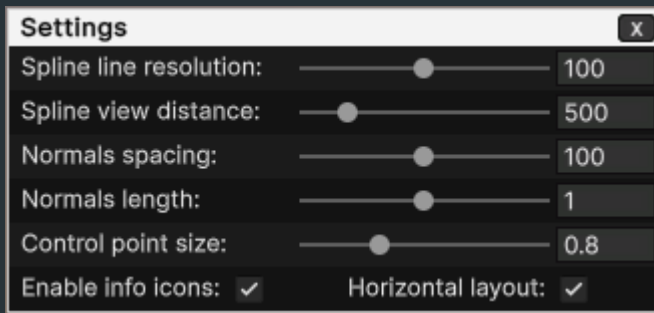 Settings X
Spline line resolution: 100
Spline view distance: 500
Normals spacing: 100
Normals length: 1
Control point size: 0.8
Enable info icons: Horizontal layout: